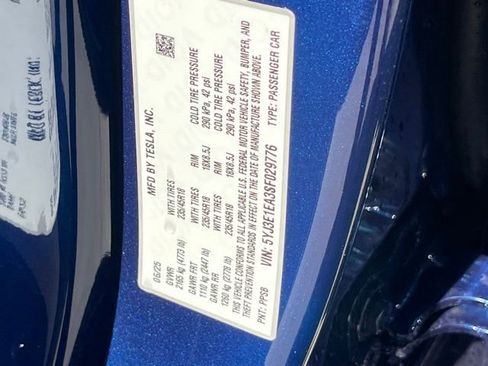 MFD BY TESLA, INC.
06/25
GVWR
2165 kg (4773 lb) WITH TIRES RIM COLD TIRE PRESSURE
GAWR FRT 235/45R18 18X8.5J 290 kPa, 42 psi
1110 kg (2447 lb) WITH TIRES RIM COLD TIRE PRESSURE
GAWR RR 235/45R18 18X8.5J 290 kPa, 42 psi
1260 kg (2778 lb)
THIS VEHICLE CONFORMS TO ALL APPLICABLE U.S. FEDERAL MOTOR VEHICLE SAFETY, BUMPER, AND
THEFT PREVENTION STANDARDS IN EFFECT ON THE DATE OF MANUFACTURE SHOWN ABOVE.
VIN: 5YJ3E1EA3SF029776
PNT: PPSB TYPE: PASSENGER CAR